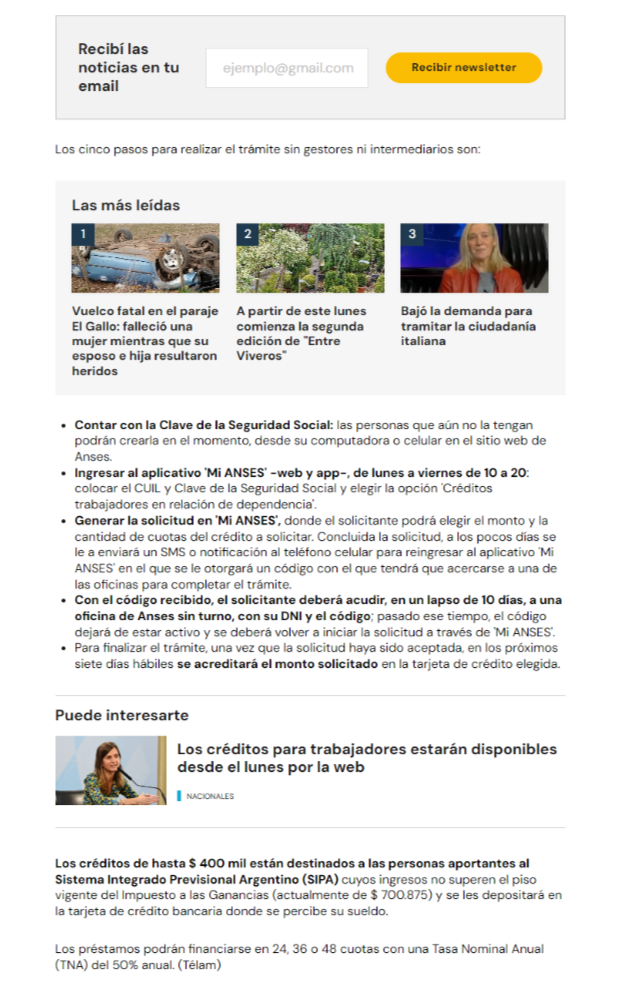 Recibí las
noticias en tu
email
ejemplo@gmail.com
Recibir newsletter
Los cinco pasos para realizar el trámite sin gestores ni intermediarios son:
Las más leídas
1
Vuelco fatal en el paraje
El Gallo: falleció una
mujer mientras que su
esposo e hija resultaron
heridos
2
A partir de este lunes
comienza la segunda
edición de "Entre
Viveros"
3
Bajó la demanda para
tramitar la ciudadanía
italiana
• Contar con la Clave de la Seguridad Social: las personas que aún no la tengan
podrán crearla en el momento, desde su computadora o celular en el sitio web de
Anses.
• Ingresar al aplicativo 'Mi ANSES' -web y app-, de lunes a viernes de 10 a 20:
colocar el CUIL y Clave de la Seguridad Social y elegir la opción 'Créditos
trabajadores en relación de dependencia'.
• Generar la solicitud en 'Mi ANSES', donde el solicitante podrá elegir el monto y la
cantidad de cuotas del crédito a solicitar. Concluida la solicitud, a los pocos días se
le a enviará un SMS o notificación al teléfono celular para reingresar al aplicativo 'Mi
ANSES' en el que se le otorgará un código con el que tendrá que acercarse a una de
las oficinas para completar el trámite.
• Con el código recibido, el solicitante deberá acudir, en un lapso de 10 días, a una
oficina de Anses sin turno, con su DNI y el código; pasado ese tiempo, el código
dejará de estar activo y se deberá volver a iniciar la solicitud a través de 'Mi ANSES'.
• Para finalizar el trámite, una vez que la solicitud haya sido aceptada, en los próximos
siete días hábiles se acreditará el monto solicitado en la tarjeta de crédito elegida.
Puede interesarte
Los créditos para trabajadores estarán disponibles
desde el lunes por la web
NACIONALES
Los créditos de hasta $ 400 mil están destinados a las personas aportantes al
Sistema Integrado Previsional Argentino (SIPA) cuyos ingresos no superen el piso
vigente del Impuesto a las Ganancias (actualmente de $ 700.875) y se les depositará en
la tarjeta de crédito bancaria donde se percibe su sueldo.
Los préstamos podrán financiarse en 24, 36 o 48 cuotas con una Tasa Nominal Anual
(TNA) del 50% anual. (Télam)